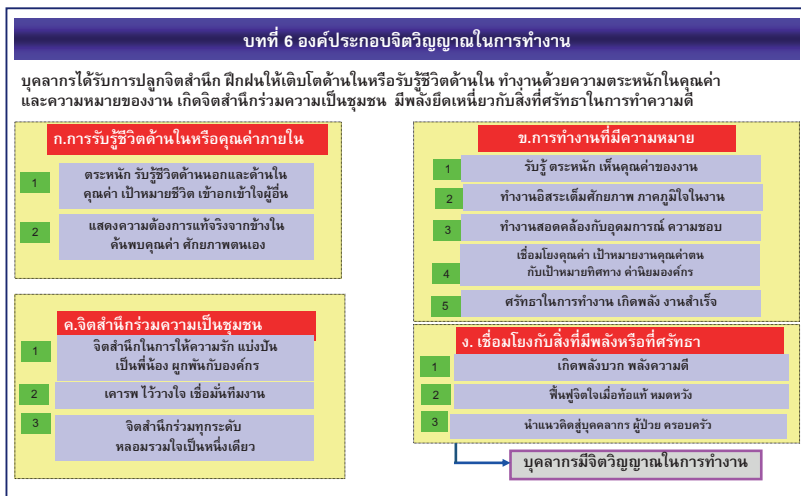 บทที่ 6 องค์ประกอบจิตวิญญาณในการทำงาน
บุคลากรได้รับการปลูกจิตสำนึก ฝึกฝนให้เติบโตด้านในหรือรับรู้ชีวิตด้านใน ทำงานด้วยความตระหนักในคุณค่า
และความหมายของงาน เกิดจิตสำนึกร่วมความเป็นชุมชน มีพลังยึดเหนี่ยวกับสิ่งที่ศรัทธาในการทำความดี
ก.การรับรู้ชีวิตด้านในหรือคุณค่าภายใน
1
ตระหนัก รับรู้ชีวิตด้านนอกและด้านใน
คุณค่า เป้าหมายชีวิต เข้าอกเข้าใจผู้อื่น
2
แสดงความต้องการแท้จริงจากข้างใน
ค้นพบคุณค่า ศักยภาพตนเอง
ข.การทำงานที่มีความหมาย
1
รับรู้ ตระหนัก เห็นคุณค่าของงาน
2
ทำงานอิสระเต็มศักยภาพ ภาคภูมิใจในงาน
3
ทำงานสอดคล้องกับอุดมการณ์ ความชอบ
4
เชื่อมโยงคุณค่า เป้าหมายงานคุณค่าตน
กับเป้าหมายทิศทาง ค่านิยมองค์กร
5
ศรัทธาในการทำงาน เกิดพลัง งานสำเร็จ
ค.จิตสำนึกร่วมความเป็นชุมชน
1
จิตสำนึกในการให้ความรัก แบ่งปัน
เป็นพี่น้อง ผูกพันกับองค์กร
2
เคารพ ไว้วางใจ เชื่อมั่นทีมงาน
3
จิตสำนึกร่วมทุกระดับ
หลอมรวมใจเป็นหนึ่งเดียว
ง. เชื่อมโยงกับสิ่งที่มีพลังหรือที่ศรัทธา
1
เกิดพลังบวก พลังความดี
2
ฟื้นฟูจิตใจเมื่อท้อแท้ หมดหวัง
3
นำแนวคิดสู่บุคคลากร ผู้ป่วย ครอบครัว
บุคลากรมีจิตวิญญาณในการทำงาน